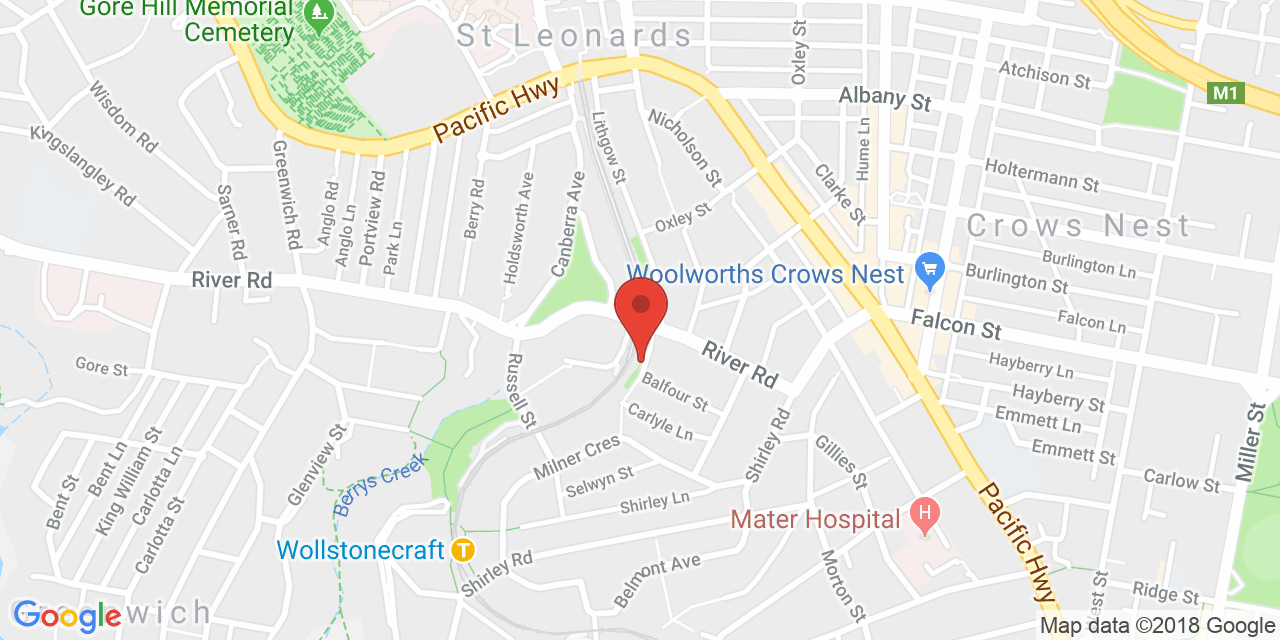 Gore Hill Memorial
Cemetery
St Leonards
Pacific Hwy
Oxley St
Atchison St
M1
Albany St
Wisdom Rd
Kingslangley Rd
Lithgow St
Nicholson St
Hume Ln
Clarke St
Holtermann St
Greenwich Rd
Samer Rd
Anglo Rd
Anglo Ln
Portview Rd
Park Ln
Berry Rd
Holdsworth Ave
Canberra Ave
Oxley St
Crows Nest
River Rd
Woolworths Crows Nest
Burlington Ln
Burlington St
Falcon Ln
Falcon St
River Rd
Hayberry Ln
Hayberry St
Emmett Ln
Emmett St
Gore St
Russell St
Balfour St
Carlyle Ln
Shirley Rd
Gillies St
Miller St
Carlow St
Bent Ln
King William St
Carlotta Ln
Bent St
Carlotta St
Glenview St
Berrys Creek
Milner Cres
Selwyn St
Shirley Ln
Mater Hospital
H
Pacific Hwy
Wollstonecraft
T
Shirley Rd
Belmont Ave
Morton St
Ridge St
est St
wich
Google
Map data ©2018 Google